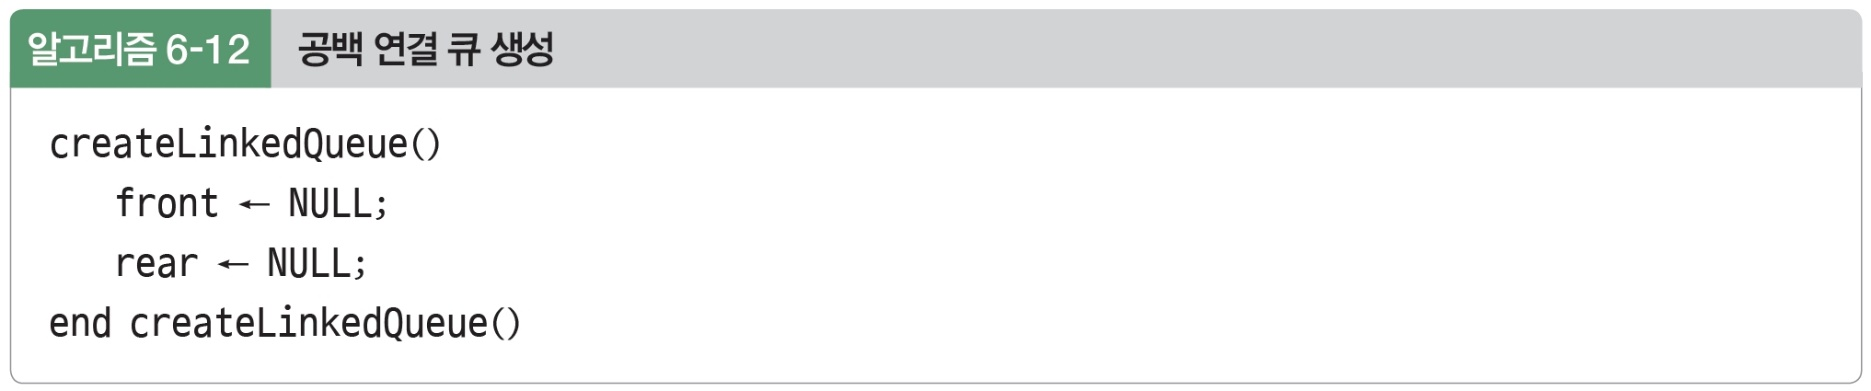 알고리즘 6-12 공백 연결 큐 생성
createLinkedQueue()
front ← NULL;
rear ← NULL;
end createLinkedQueue()